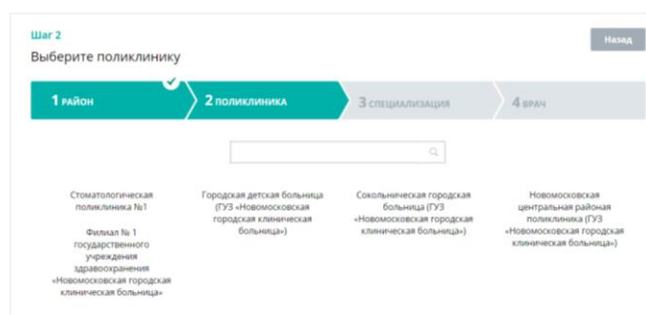 Шаг 2
Назад
Выберите поликлинику
1 РАЙОН
2 ПОЛИКЛИНИКА
3 СПЕЦИАЛИЗАЦИЯ
4 ВРАЧ
Стоматологическая
поликлиника №1
Филиал № 1
государственного
учреждения
здравоохранения
«Новомосковская городская
клиническая больница»
Городская детская больница
(ГУЗ «Новомосковская
городская клиническая
больница»)
Сокольническая городская
больница (ГУЗ
«Новомосковская городская
клиническая больница»)
Новомосковская
центральная районая
поликлиника (ГУЗ
«Новомосковская городская
клиническая больница»)